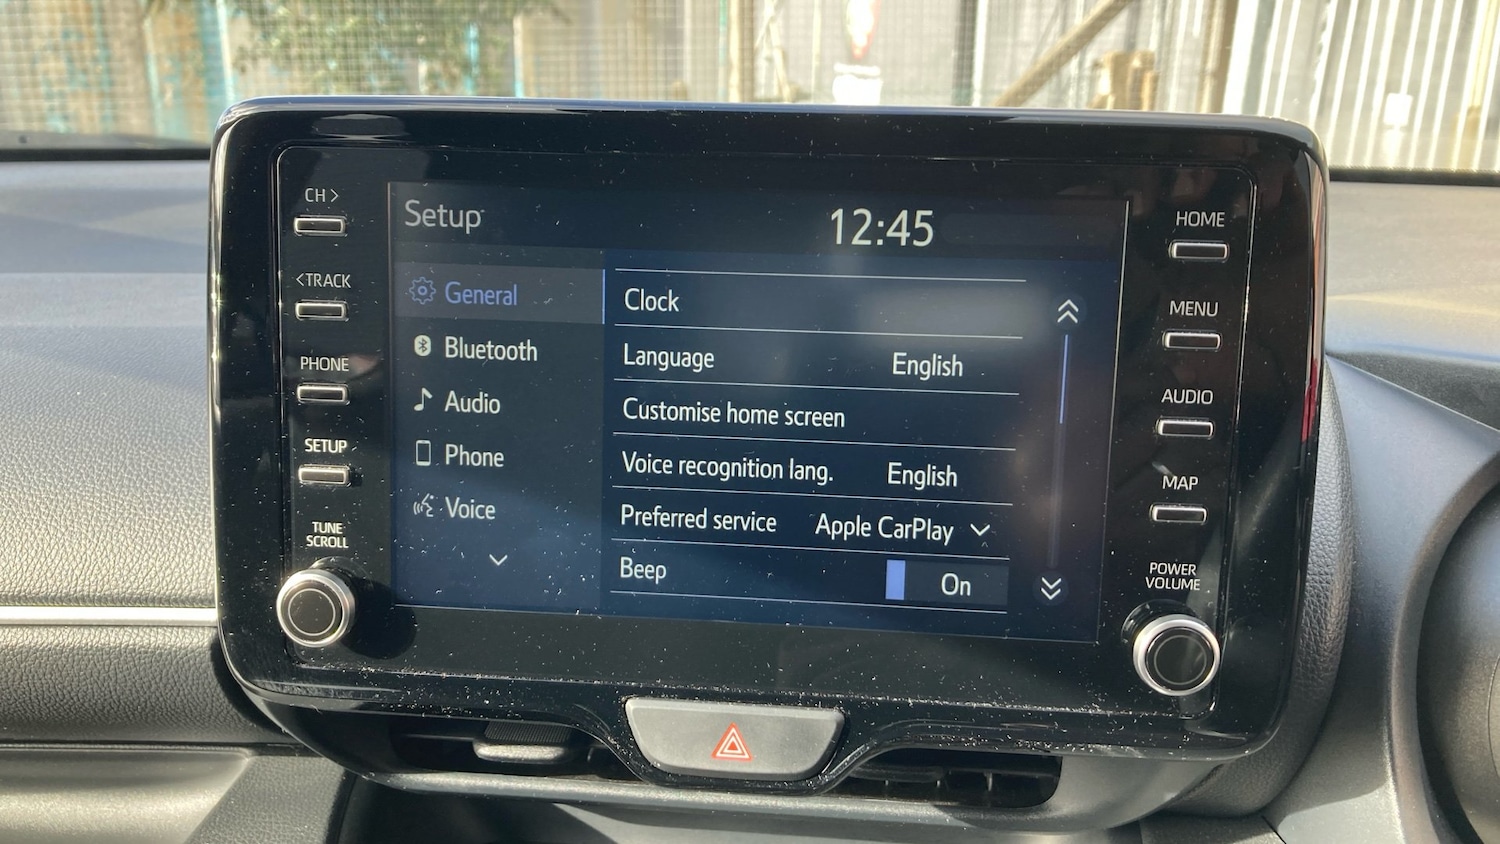 CH >
<TRACK
PHONE
SETUP
TUNE
SCROLL
Setup
12:45
General
Bluetooth
Audio
Phone
Voice
Clock
Language English
Customise home screen
Voice recognition lang. English
Preferred service Apple CarPlay
Beep On
HOME
MENU
AUDIO
MAP
POWER
VOLUME